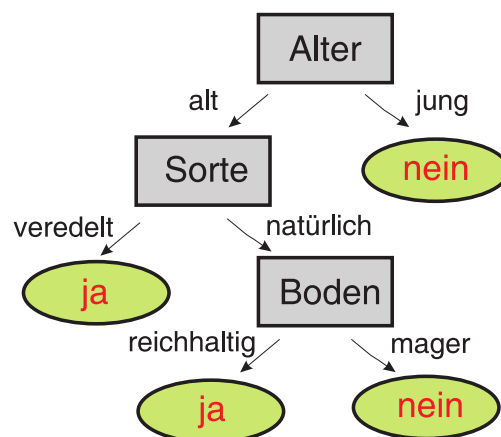 Alter
alt
jung
Sorte
nein
veredelt
natürlich
ja
Boden
reichhaltig
mager
ja
nein